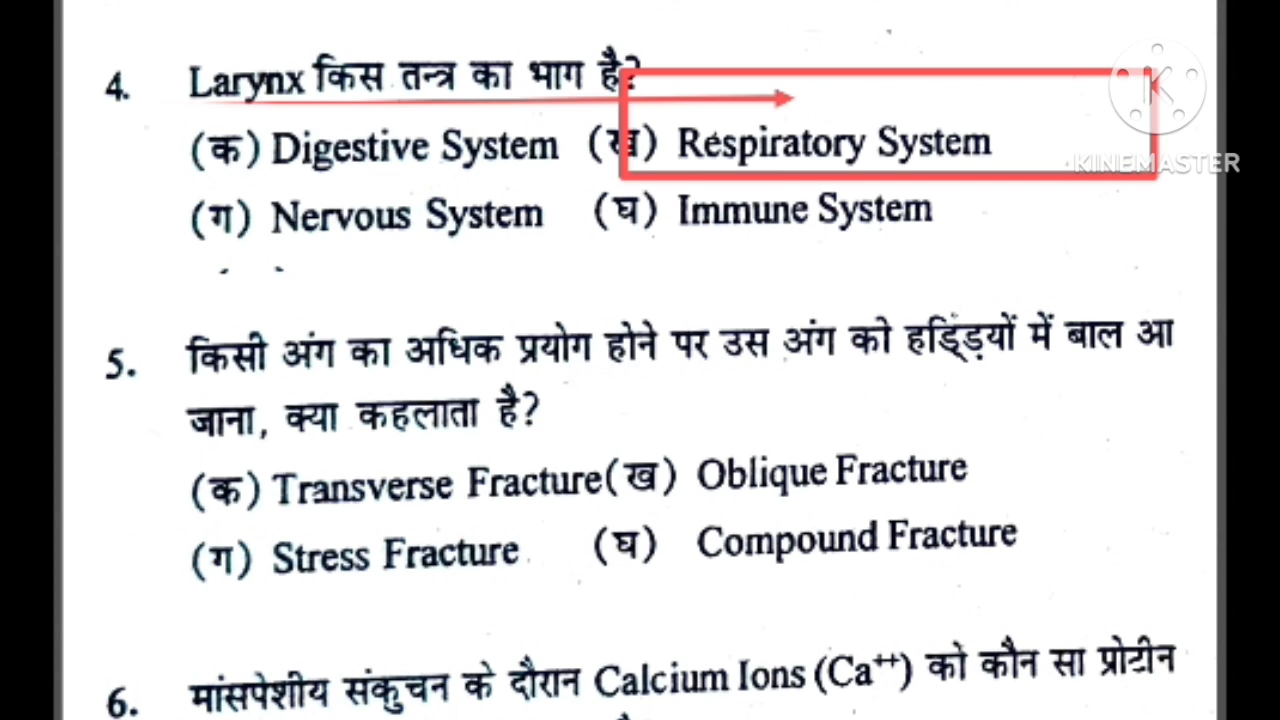 4. Larynx किस तन्त्र का भाग है?
(क) Digestive System (ख) Respiratory System
KINEMASTER
(ग) Nervous System (घ) Immune System
5. किसी अंग का अधिक प्रयोग होने पर उस अंग को हड्डि्ड़यों में बाल आ
जाना, क्या कहलाता है?
(क) Transverse Fracture (ख) Oblique Fracture
(ग) Stress Fracture (घ) Compound Fracture
6. मांसपेशीय संकुचन के दौरान Calcium Ions (Ca⁺⁺) को कौन सा प्रोटीन